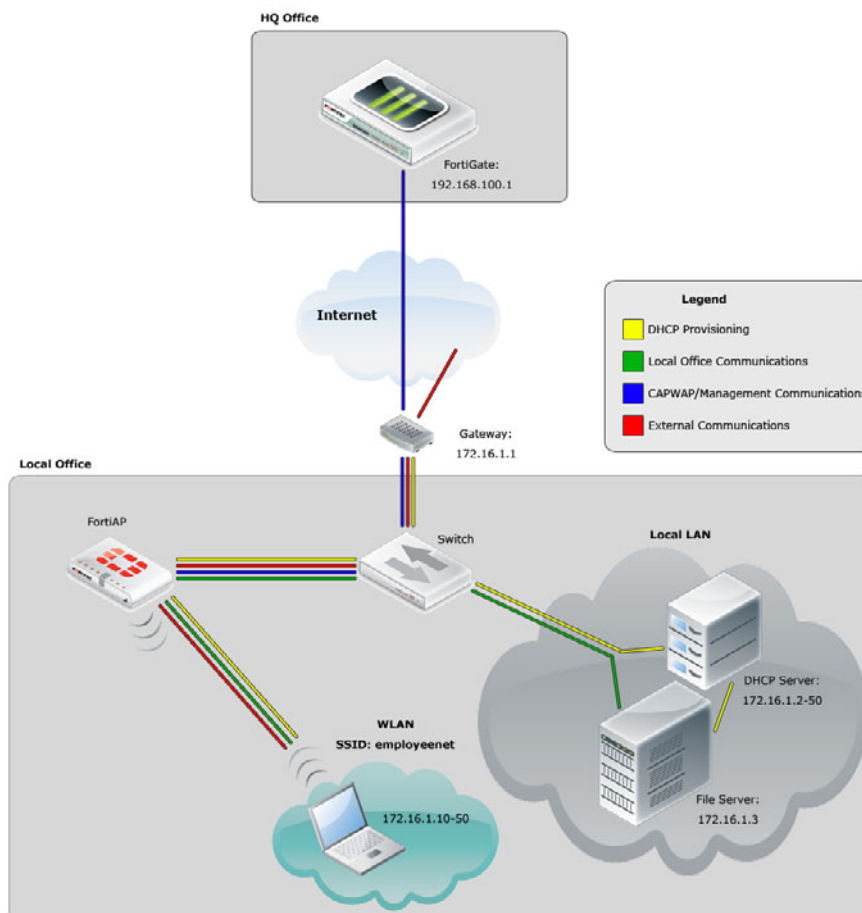 HQ Office
FortiGate:
192.168.100.1
Internet
Legend
DHCP Provisioning
Local Office Communications
CAPWAP/Management Communications
External Communications
Gateway:
172.16.1.1
Local Office
FortiAP
Switch
Local LAN
DHCP Server:
172.16.1.2-50
WLAN
SSID: employeenet
172.16.1.10-50
File Server:
172.16.1.3